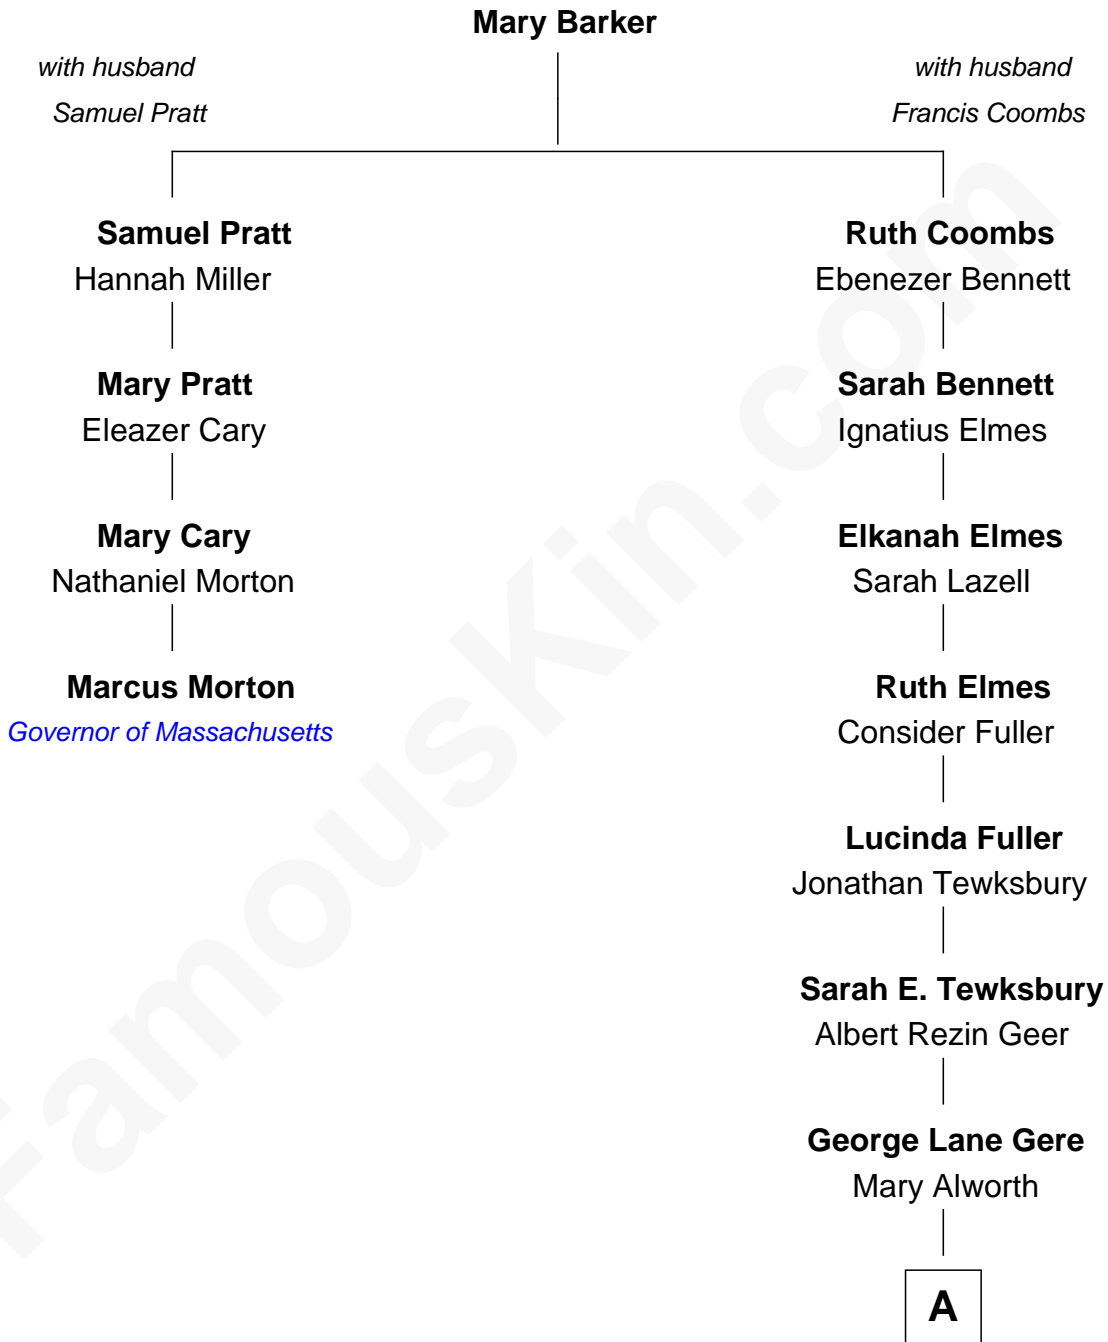 Mary Barker
with husband
Samuel Pratt
with husband
Francis Coombs
Samuel Pratt
Hannah Miller
Ruth Coombs
Ebenezer Bennett
Mary Pratt
Eleazer Cary
Sarah Bennett
Ignatius Elmes
Mary Cary
Nathaniel Morton
Elkanah Elmes
Sarah Lazell
Marcus Morton
Governor of Massachusetts
Ruth Elmes
Consider Fuller
Lucinda Fuller
Jonathan Tewksbury
Sarah E. Tewksbury
Albert Rezin Geer
George Lane Gere
Mary Alworth
A
FamousKin.com